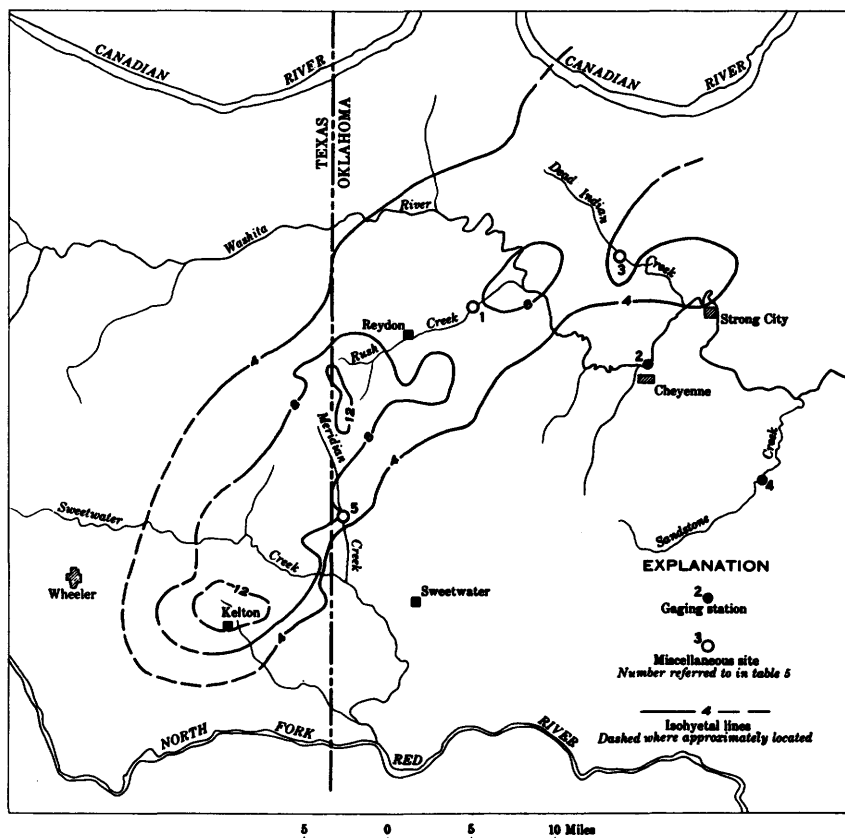 CANADIAN RIVER
CANADIAN RIVER
TEXAS
OKLAHOMA
Dead Indian Creek
Washita River
3
4
6
1
Reydon
Creek
Rush
4
Strong City
2
Cheyenne
12
8
Meridian
8
4
4
Creek
Sandstone
5
Sweetwater
Creek
Creek
12
Wheeler
Kelton
4
Sweetwater
EXPLANATION
2
Gaging station
3
Miscellaneous site
Number referred to in table 5
4
Isohyetal lines
Dashed where approximately located
NORTH FORK RED RIVER
5 0 5 10 Miles